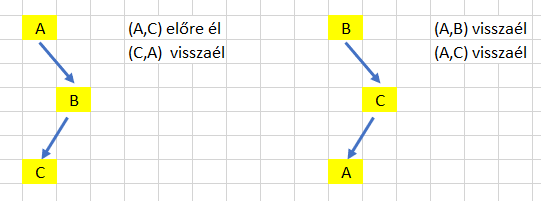 A
(A,C) előre él
(C,A) visszaél
B
C
B
(A,B) visszaél
(A,C) visszaél
C
A